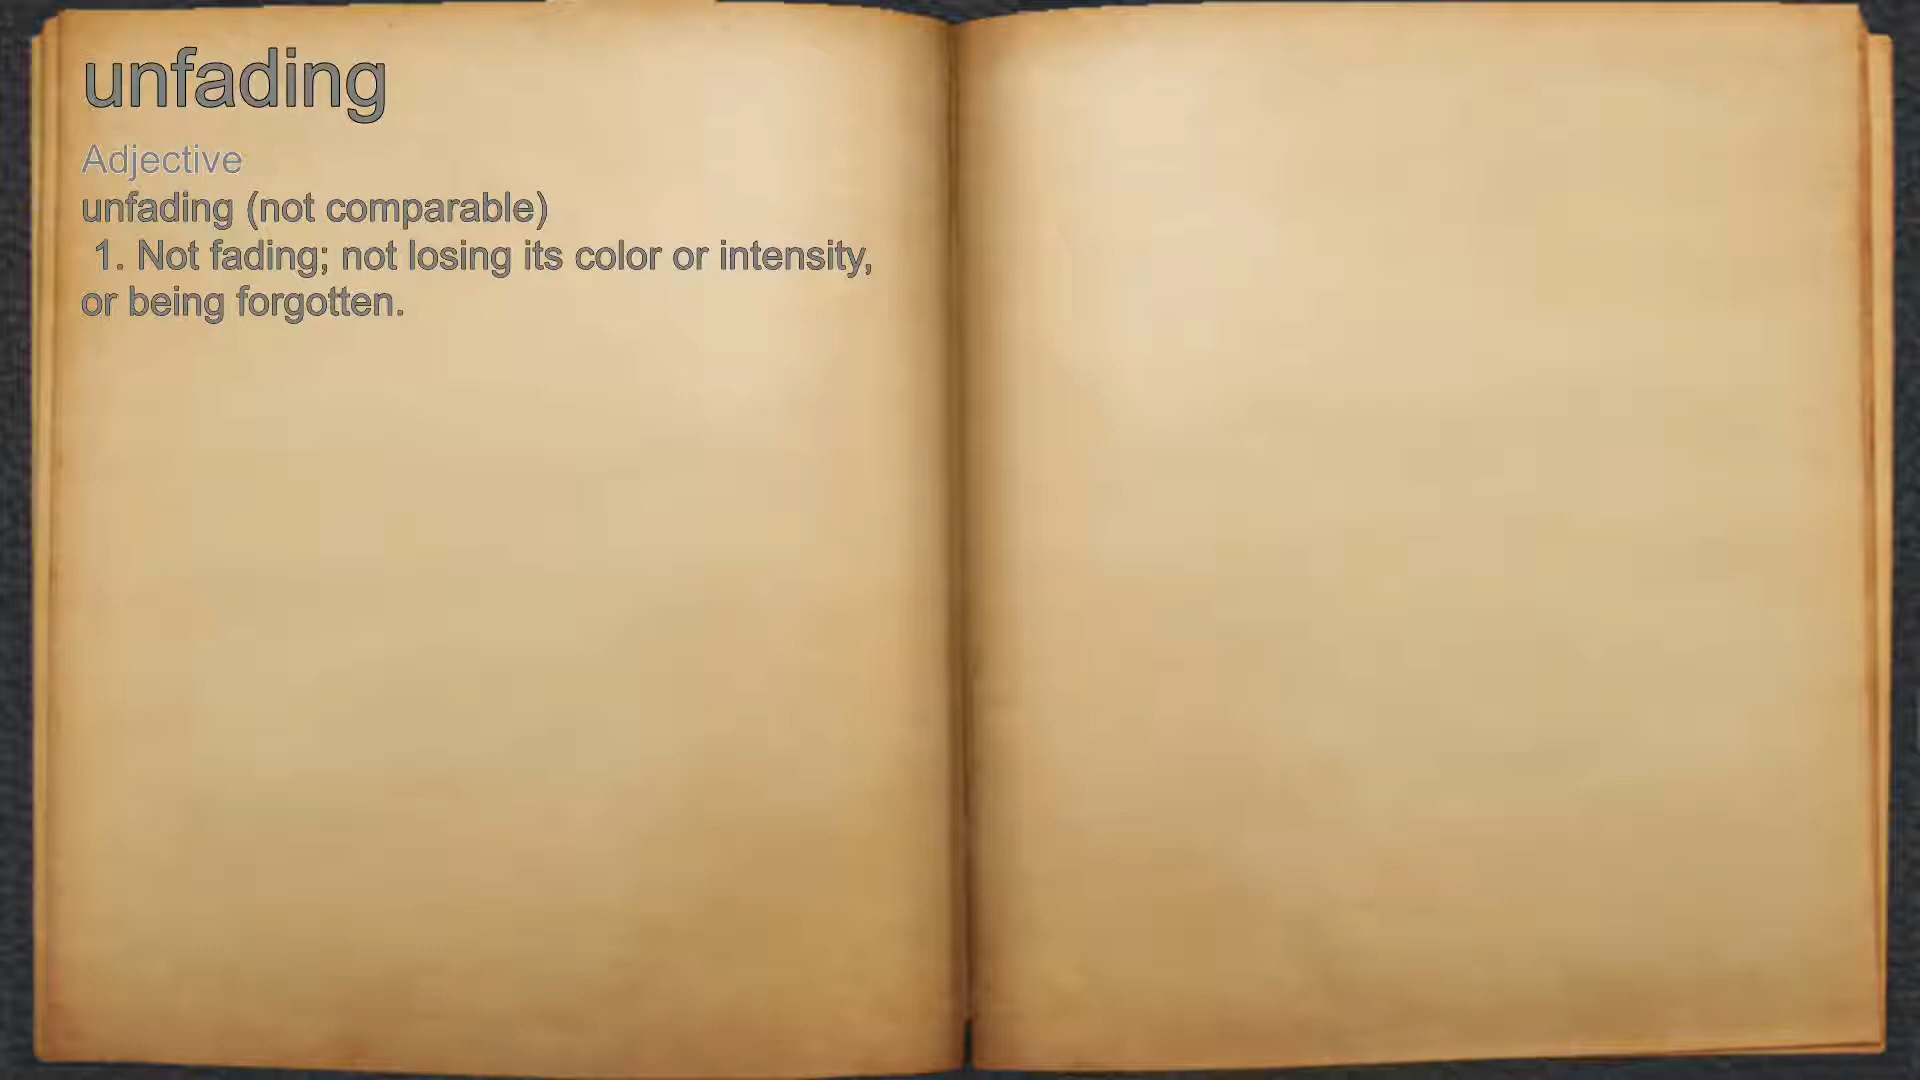 unfading
Adjective
unfading (not comparable)
1. Not fading; not losing its color or intensity,
or being forgotten.